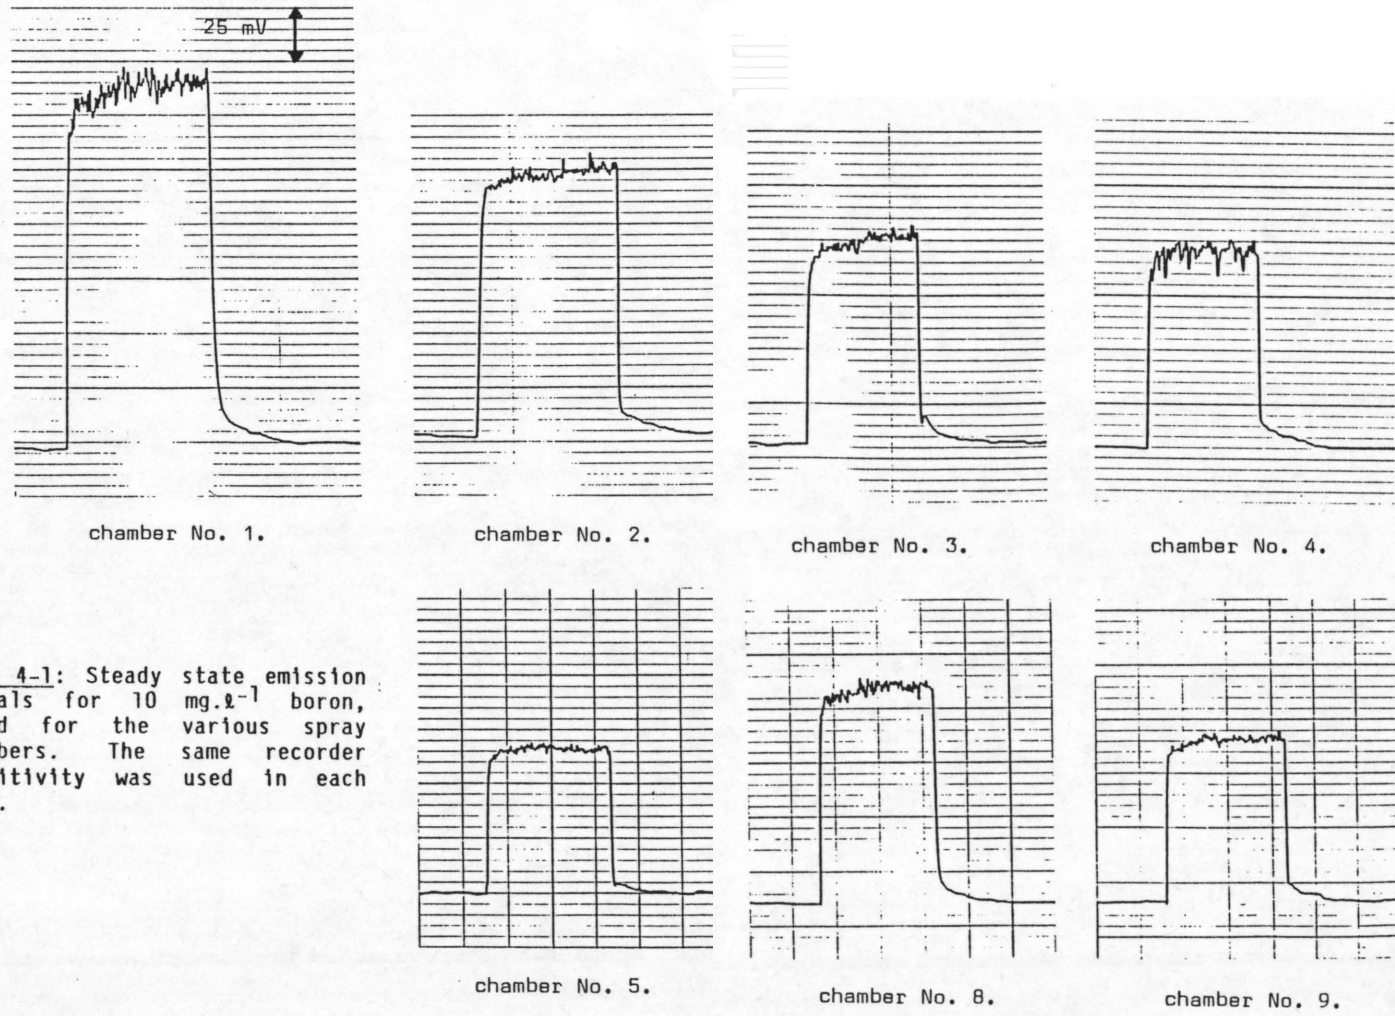 25 mV
chamber No. 1.
chamber No. 2.
chamber No. 3.
chamber No. 4.
4-1: Steady state emission
als for 10 mg.ℓ-1 boron,
d for the various spray
bers. The same recorder
sitivity was used in each
.
chamber No. 5.
chamber No. 8.
chamber No. 9.